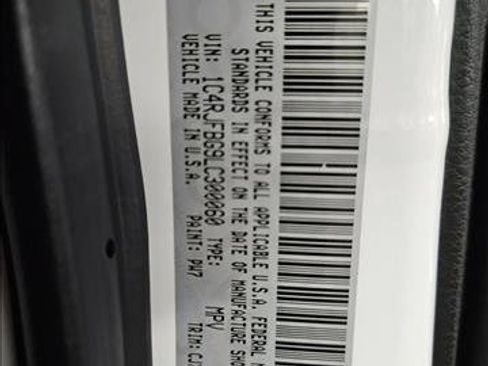 THIS VEHICLE CONFORMS TO ALL APPLICABLE U.S.A. FEDERAL
STANDARDS IN EFFECT ON THE DATE OF MANUFACTURE
VIN: 1C4RJFBG9LC300060 TYPE: MPV
VEHICLE MADE IN U.S.A. PAINT: PW7 TRIM: